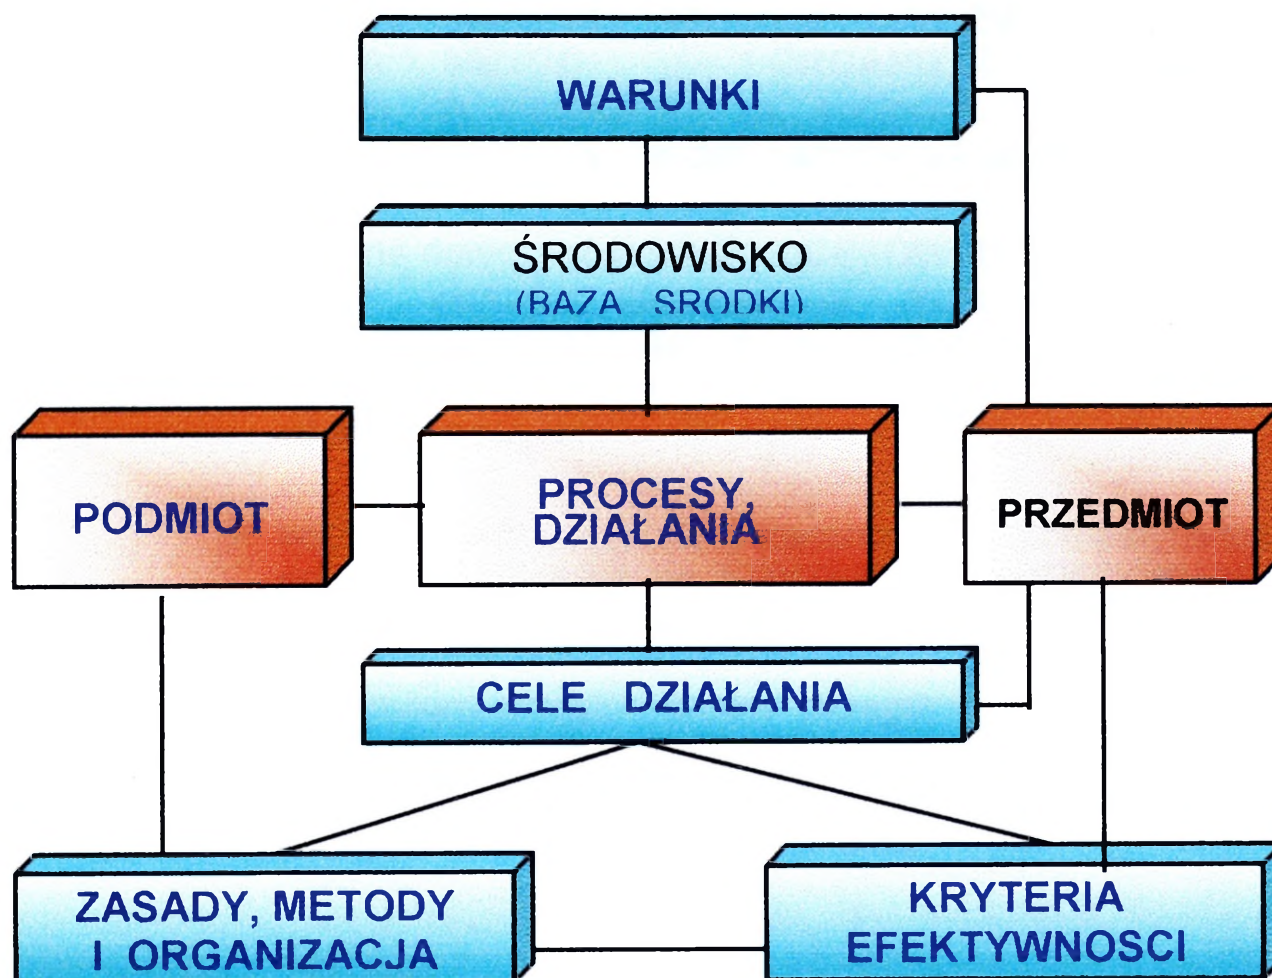 WARUNKI
ŚRODOWISKO
(BAZA SRODKI)
PODMIOT
PROCESY,
DZIAŁANIA
PRZEDMIOT
CELE DZIAŁANIA
ZASADY, METODY
I ORGANIZACJA
KRYTERIA
EFEKTYWNOSCI